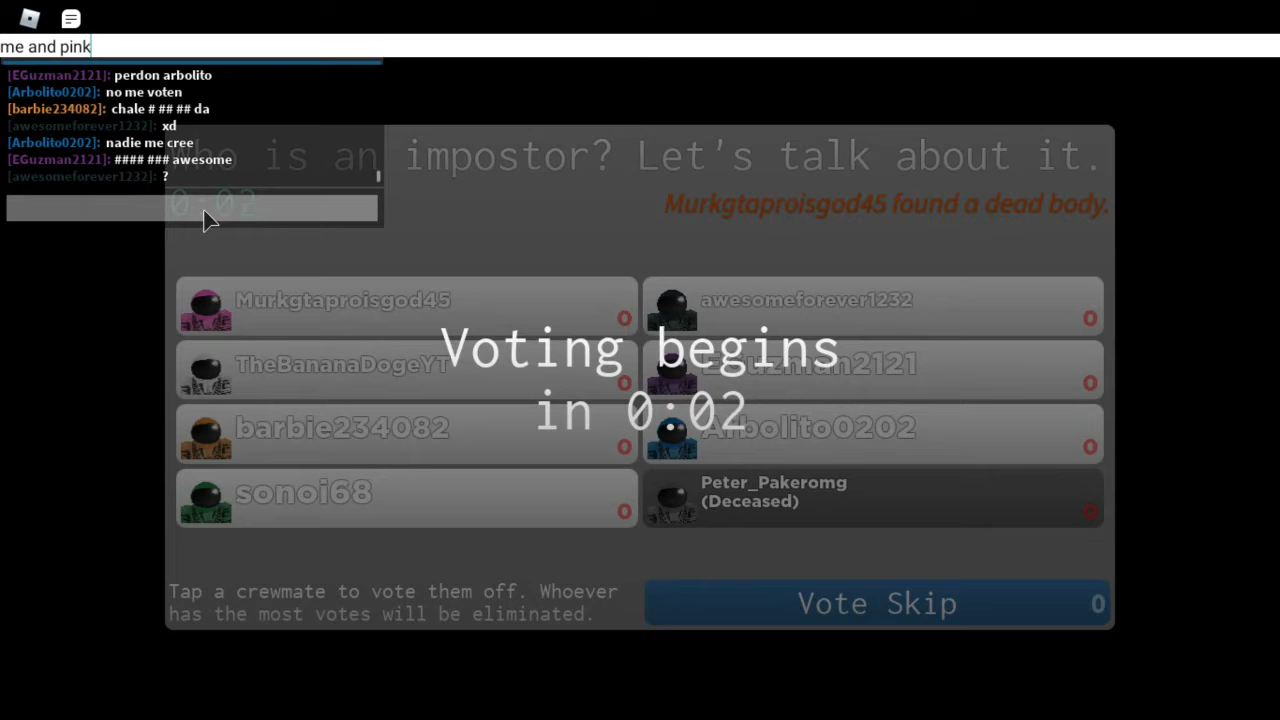 me and pink
[EGuzman2121]: perdon arbolito
[Arbolito0202]: no me voten
[barbie234082]: chale # ## ## da
[awesomeforever1232]: xd
[Arbolito0202]: nadie me cree
[EGuzman2121]: #### ### awesome
[awesomeforever1232]: ?
Who is an impostor? Let's talk about it.
0:02
Murkgtaproisgod45 found a dead body.
Murkgtaproisgod45 0
awesomeforever1232 0
TheBananaDogeYT 0
EGuzman2121 0
Voting begins
in 0:02
barbie234082 0
Arbolito0202 0
sonoi68 0
Peter_Pakeromg
(Deceased) 0
Tap a crewmate to vote them off. Whoever
has the most votes will be eliminated.
Vote Skip 0